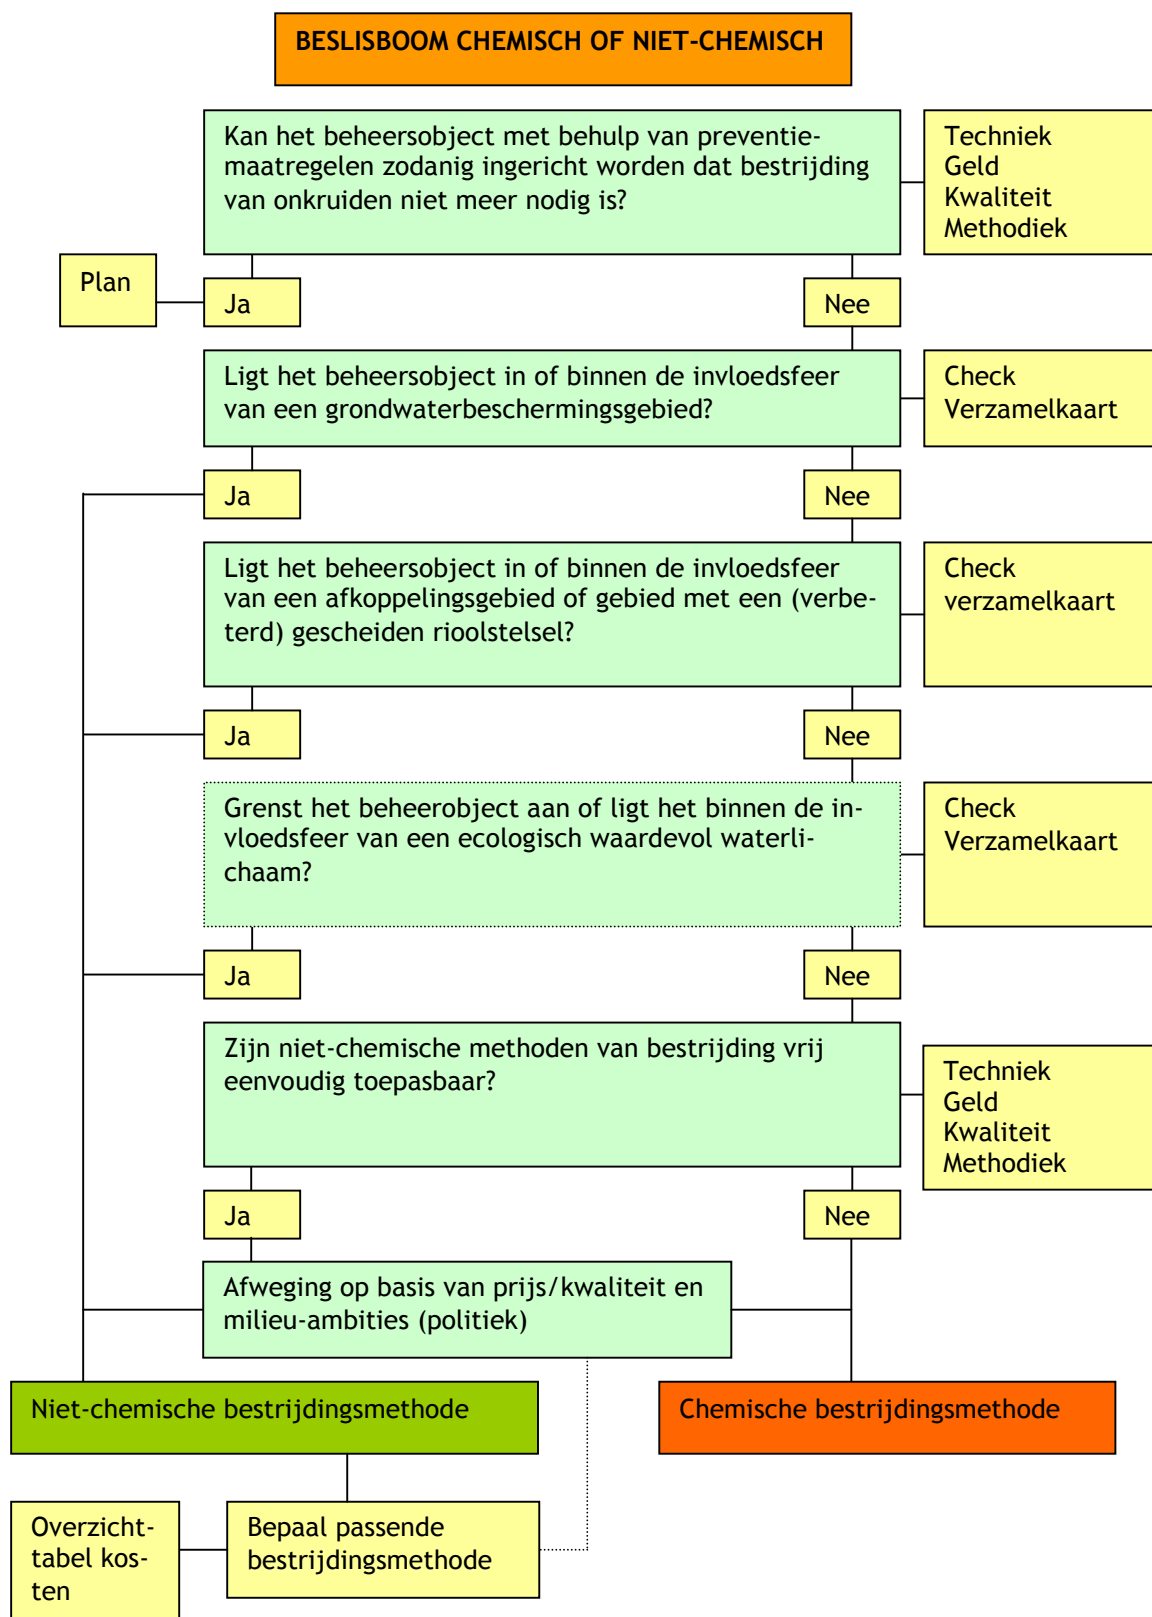 BESLISBOOM CHEMISCH OF NIET-CHEMISCH
Kan het beheersobject met behulp van preventie-
maatregelen zodanig ingericht worden dat bestrijding
van onkruiden niet meer nodig is?
Techniek
Geld
Kwaliteit
Methodiek
Plan
Ja
Nee
Ligt het beheersobject in of binnen de invloedsfeer
van een grondwaterbeschermingsgebied?
Check
Verzamelkaart
Ja
Nee
Ligt het beheersobject in of binnen de invloedsfeer
van een afkoppelingsgebied of gebied met een (verbe-
terd) gescheiden rioolstelsel?
Check
verzamelkaart
Ja
Nee
Grenst het beheerobject aan of ligt het binnen de in-
vloedsfeer van een ecologisch waardevol waterli-
chaam?
Check
Verzamelkaart
Ja
Nee
Zijn niet-chemische methoden van bestrijding vrij
eenvoudig toepasbaar?
Techniek
Geld
Kwaliteit
Methodiek
Ja
Nee
Afweging op basis van prijs/kwaliteit en
milieu-ambities (politiek)
Niet-chemische bestrijdingsmethode
Chemische bestrijdingsmethode
Overzicht-
tabel kos-
ten
Bepaal passende
bestrijdingsmethode